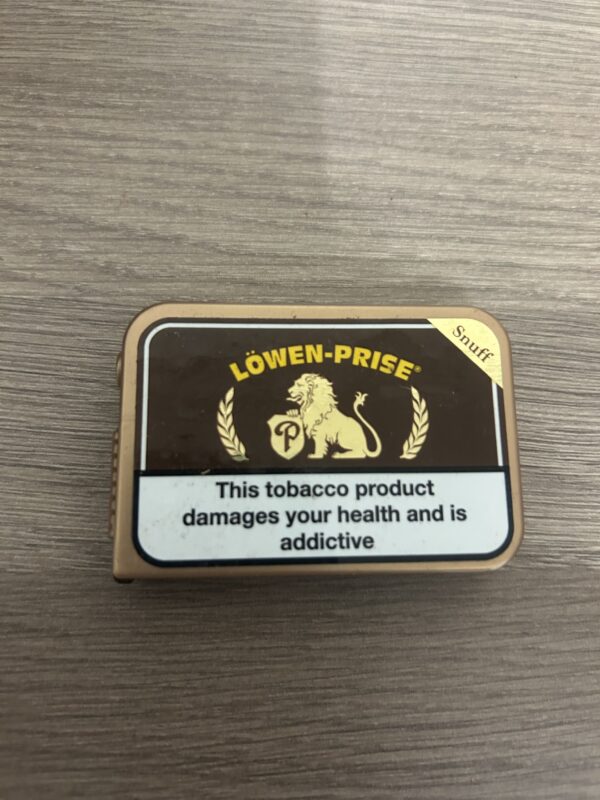 Snuff
LÖWEN-PRISE®
P
This tobacco product
damages your health and is
addictive